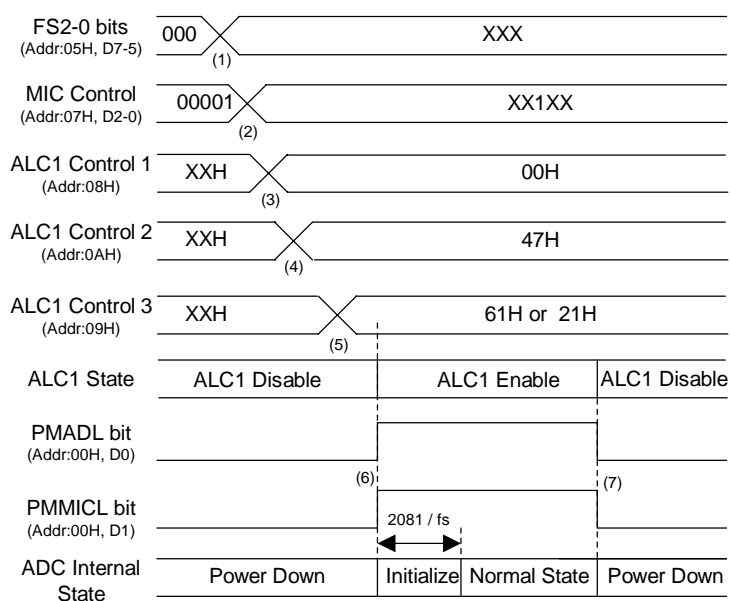 FS2-0 bits
(Addr:05H, D7-5)
000
XXX
(1)
MIC Control
(Addr:07H, D2-0)
00001
XX1XX
(2)
ALC1 Control 1
(Addr:08H)
XXH
00H
(3)
ALC1 Control 2
(Addr:0AH)
XXH
47H
(4)
ALC1 Control 3
(Addr:09H)
XXH
61H or 21H
(5)
ALC1 State
ALC1 Disable
ALC1 Enable
ALC1 Disable
PMADL bit
(Addr:00H, D0)
(6)
(7)
PMMICL bit
(Addr:00H, D1)
2081 / fs
ADC Internal
State
Power Down
Initialize
Normal State
Power Down